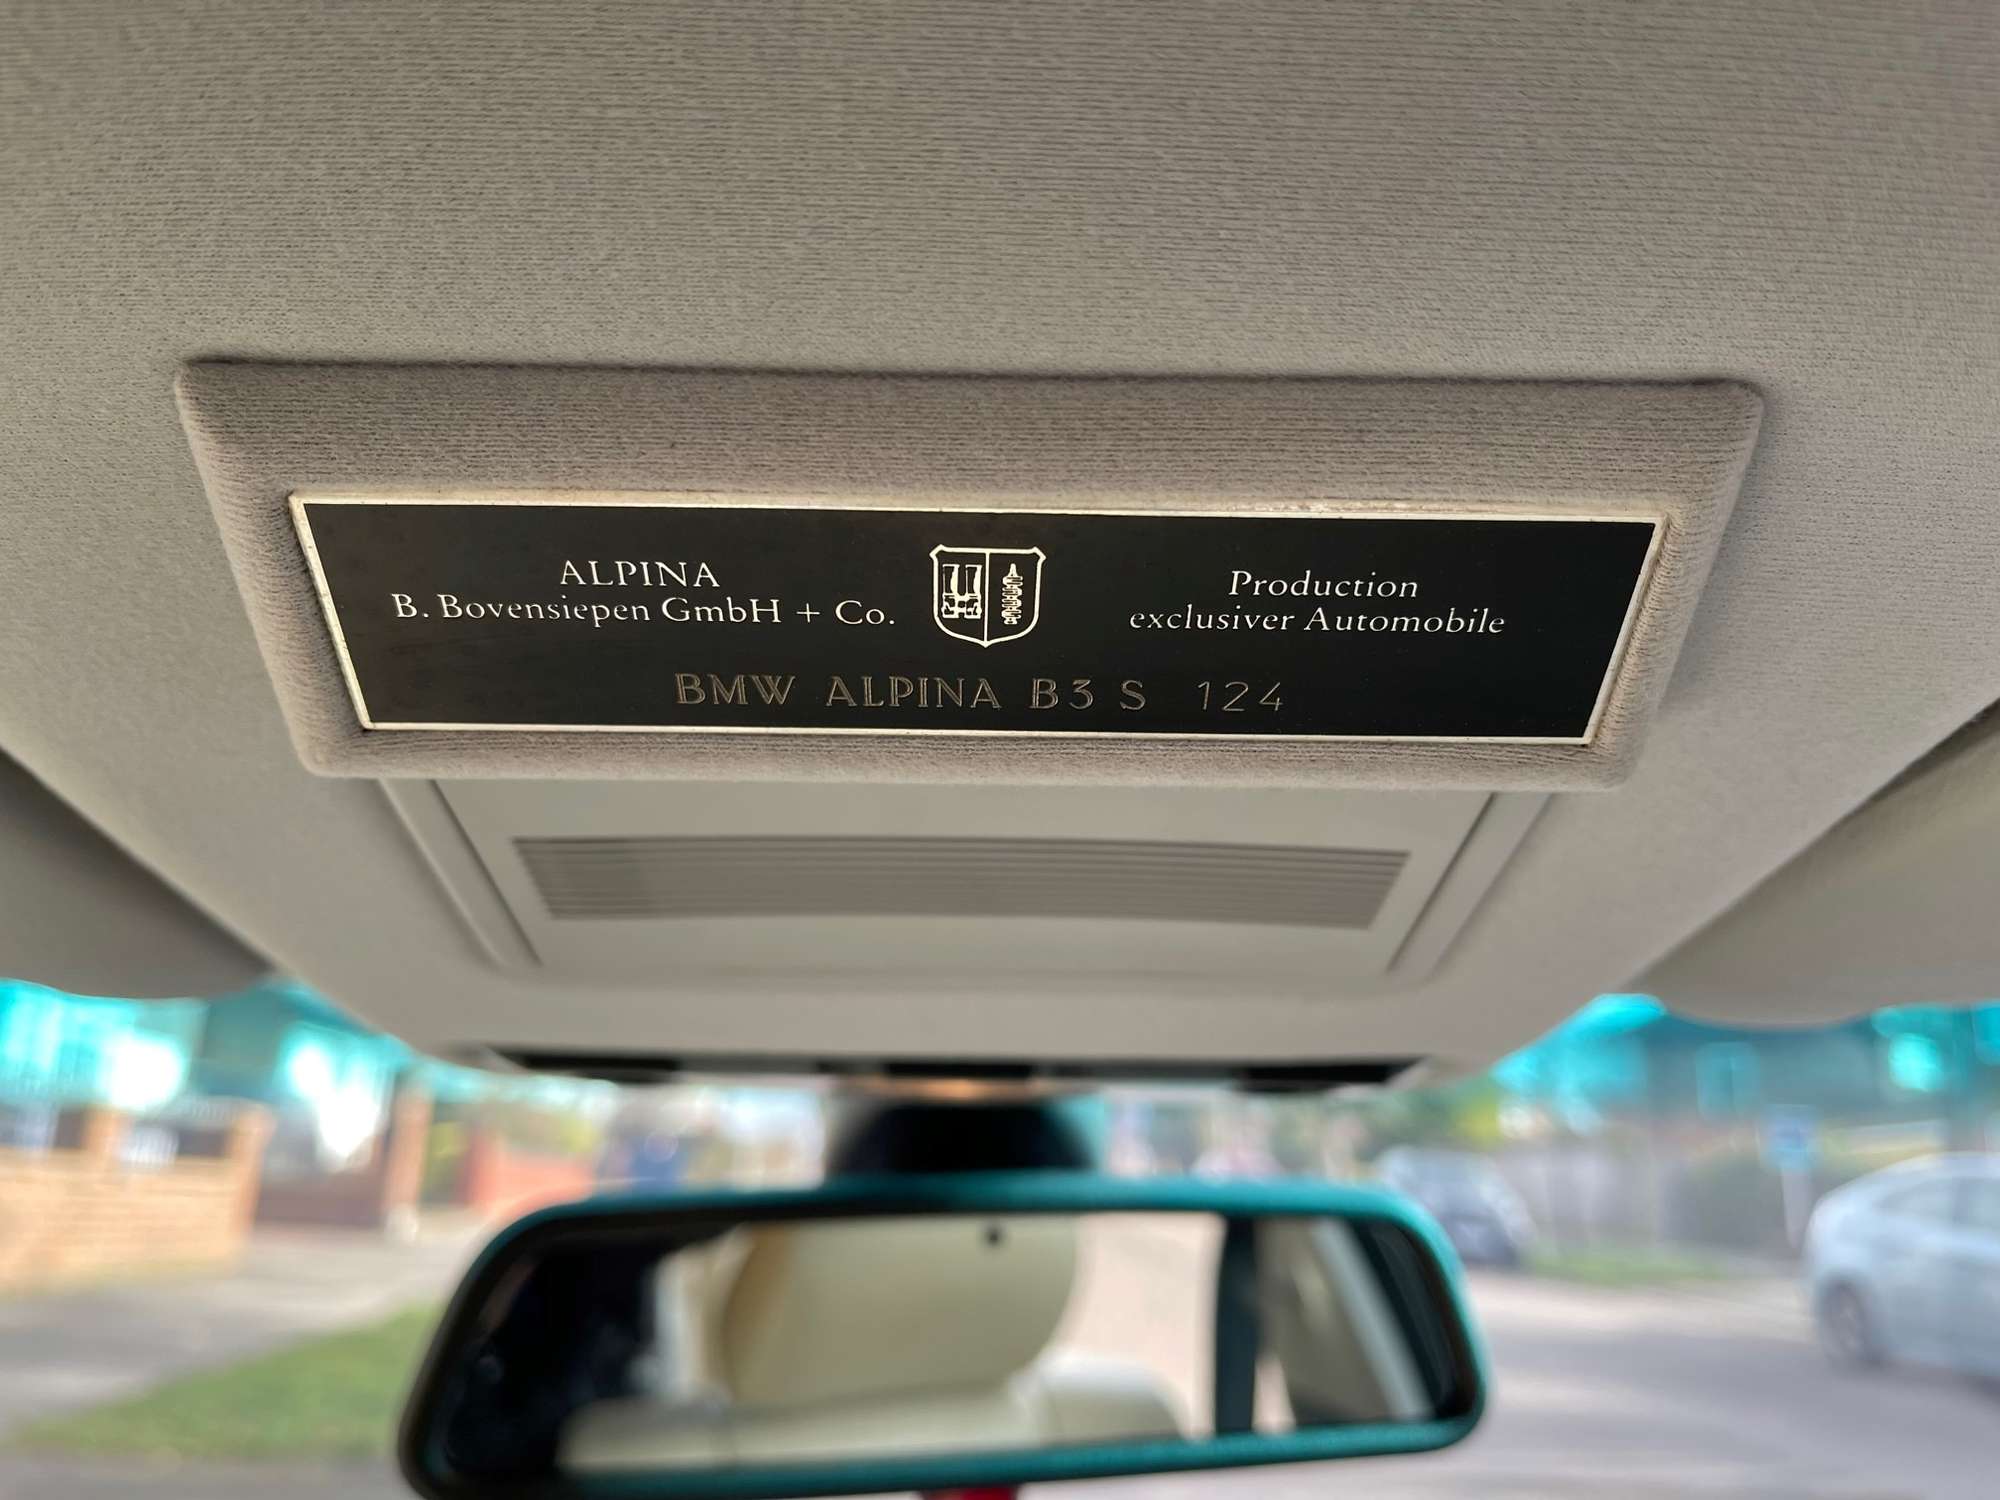 ALPINA
B. Bovensiepen GmbH + Co.
Production
exclusiver Automobile
BMW ALPINA B3 S 124